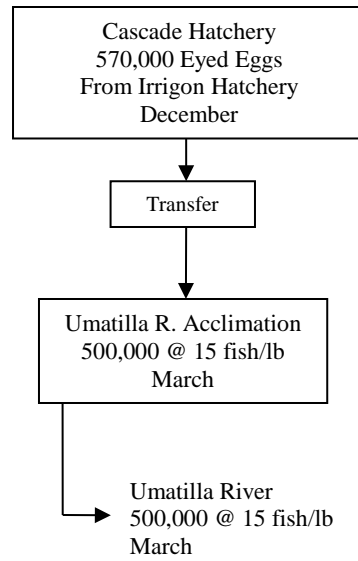 Cascade Hatchery
570,000 Eyed Eggs
From Irrigon Hatchery
December
Transfer
Umatilla R. Acclimation
500,000 @ 15 fish/lb
March
Umatilla River
500,000 @ 15 fish/lb
March